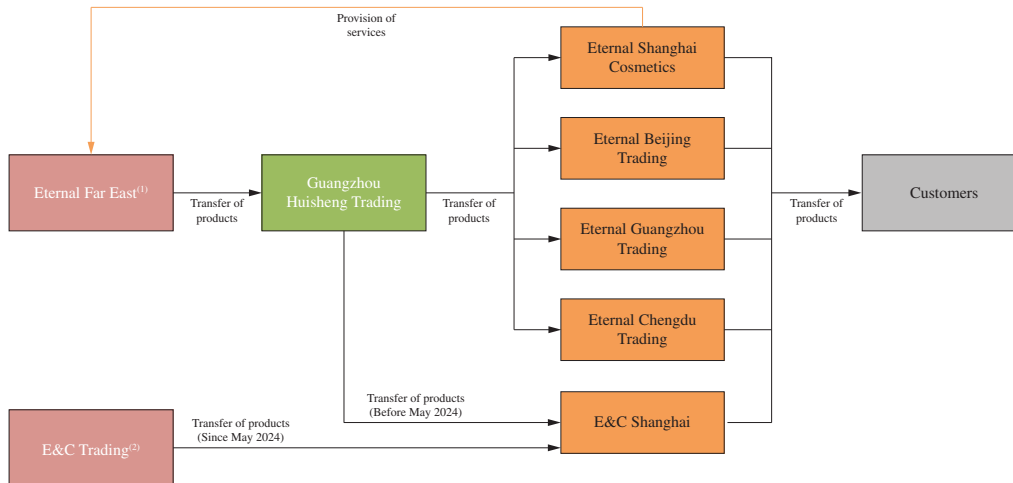 Provision of
services
Eternal Shanghai
Cosmetics
Eternal Beijing
Trading
Eternal Far East(1)
Transfer of
products
Guangzhou
Huisheng Trading
Transfer of
products
Transfer of
products
Customers
Eternal Guangzhou
Trading
Eternal Chengdu
Trading
Transfer of products
(Before May 2024)
E&C Shanghai
E&C Trading(2)
Transfer of products
(Since May 2024)